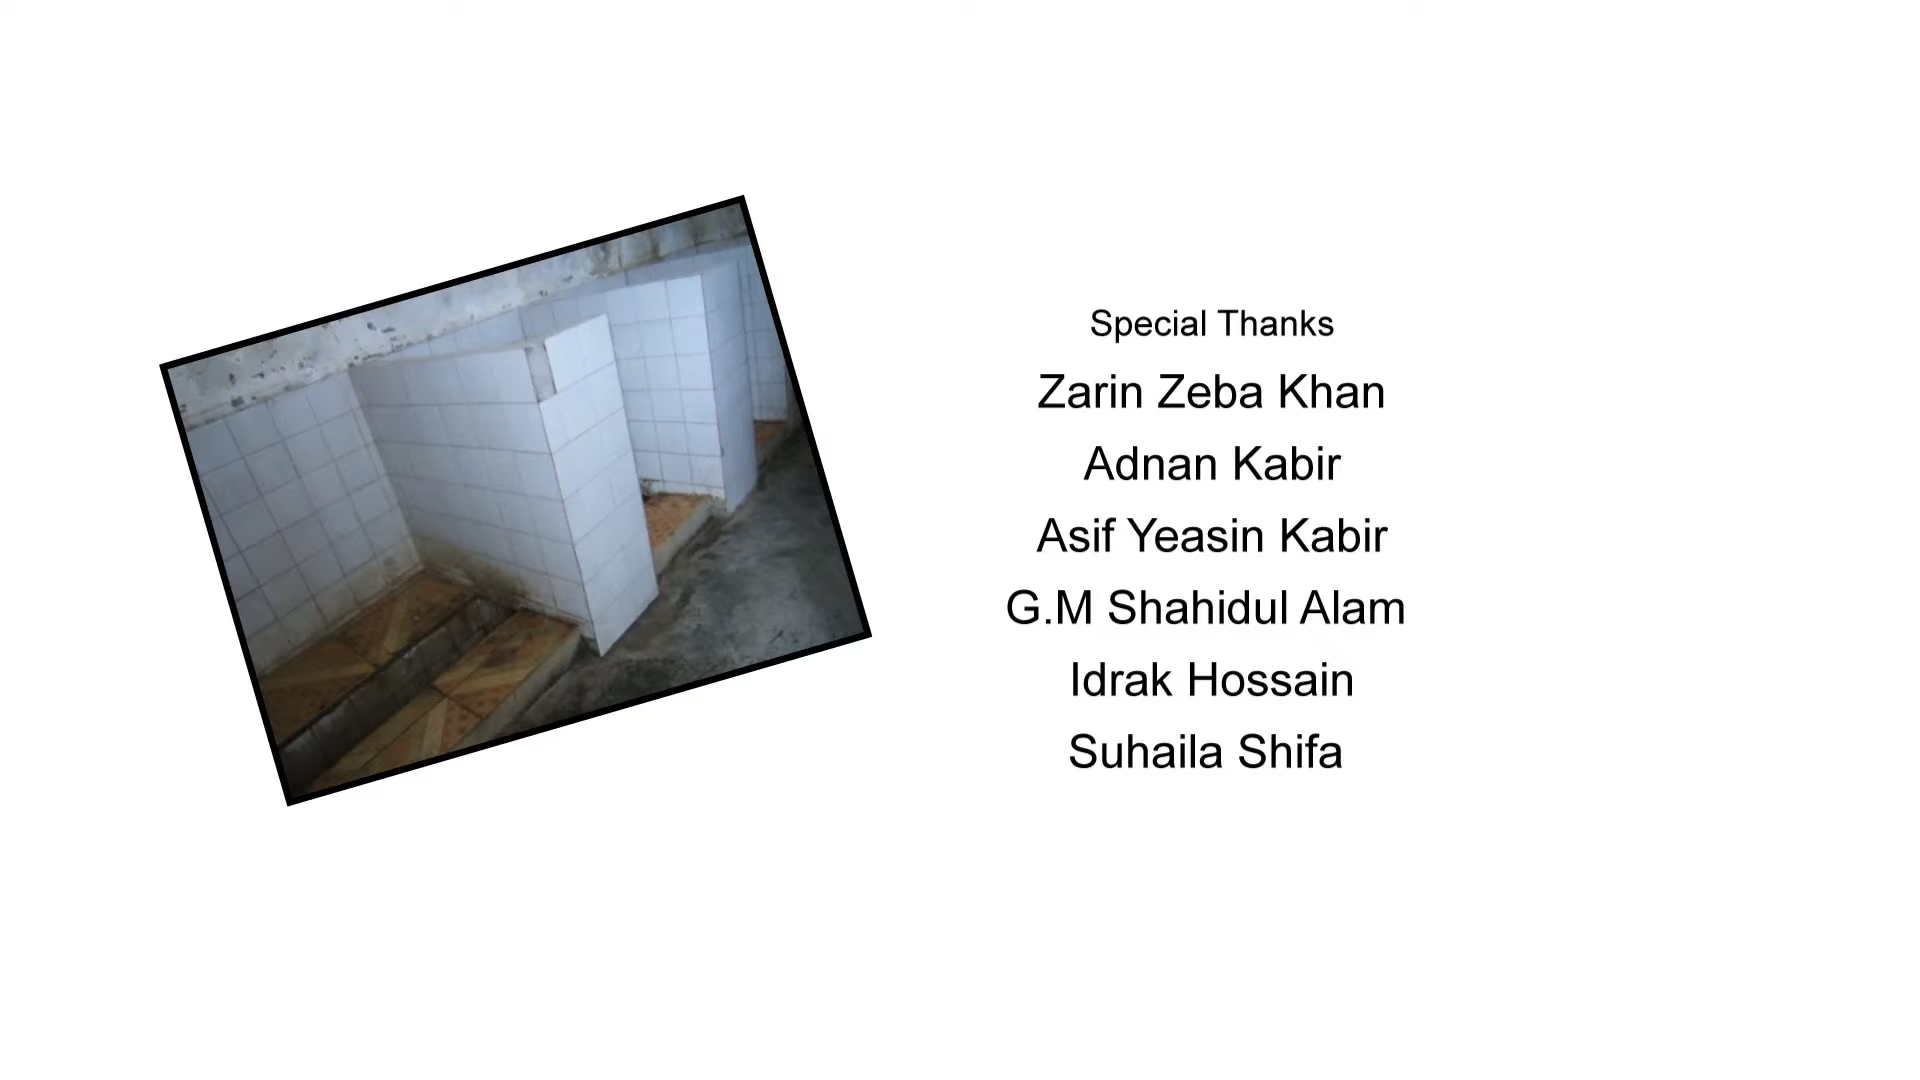 Special Thanks
Zarin Zeba Khan
Adnan Kabir
Asif Yeasin Kabir
G.M Shahidul Alam
Idrak Hossain
Suhaila Shifa